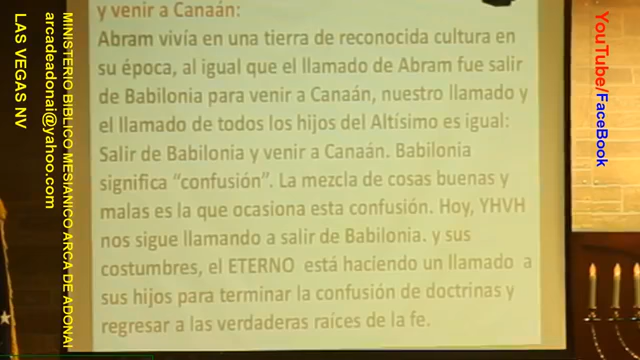 y venir a Canaán:
Abram vivía en una tierra de reconocida cultura en
su época, al igual que el llamado de Abram fue salir
de Babilonia para venir a Canaán, nuestro llamado y
el llamado de todos los hijos del Altísimo es igual:
Salir de Babilonia y venir a Canaán. Babilonia
significa “confusión”. La mezcla de cosas buenas y
malas es la que ocasiona esta confusión. Hoy, YHVH
nos sigue llamando a salir de Babilonia. y sus
costumbres, el ETERNO está haciendo un llamado a
sus hijos para terminar la confusión de doctrinas y
regresar a las verdaderas raíces de la fe.
MINISTERIO BIBLICO MESIANICO ARCA DE ADONAI
arcadeadonai@yahoo.com
LAS VEGAS NV
YouTube/FaceBook